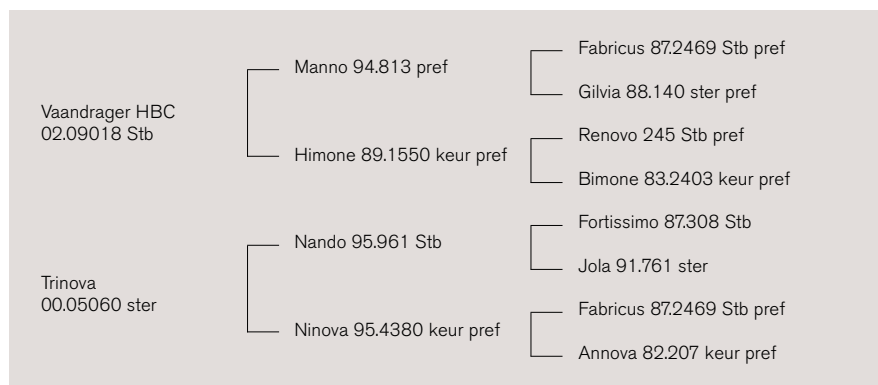 Vaandrager HBC
02.09018 Stb
Manno 94.813 pref
Fabricus 87.2469 Stb pref
Gilvia 88.140 ster pref
Himone 89.1550 keur pref
Renovo 245 Stb pref
Bimone 83.2403 keur pref
Trinova
00.05060 ster
Nando 95.961 Stb
Fortissimo 87.308 Stb
Jola 91.761 ster
Ninova 95.4380 keur pref
Fabricus 87.2469 Stb pref
Annova 82.207 keur pref